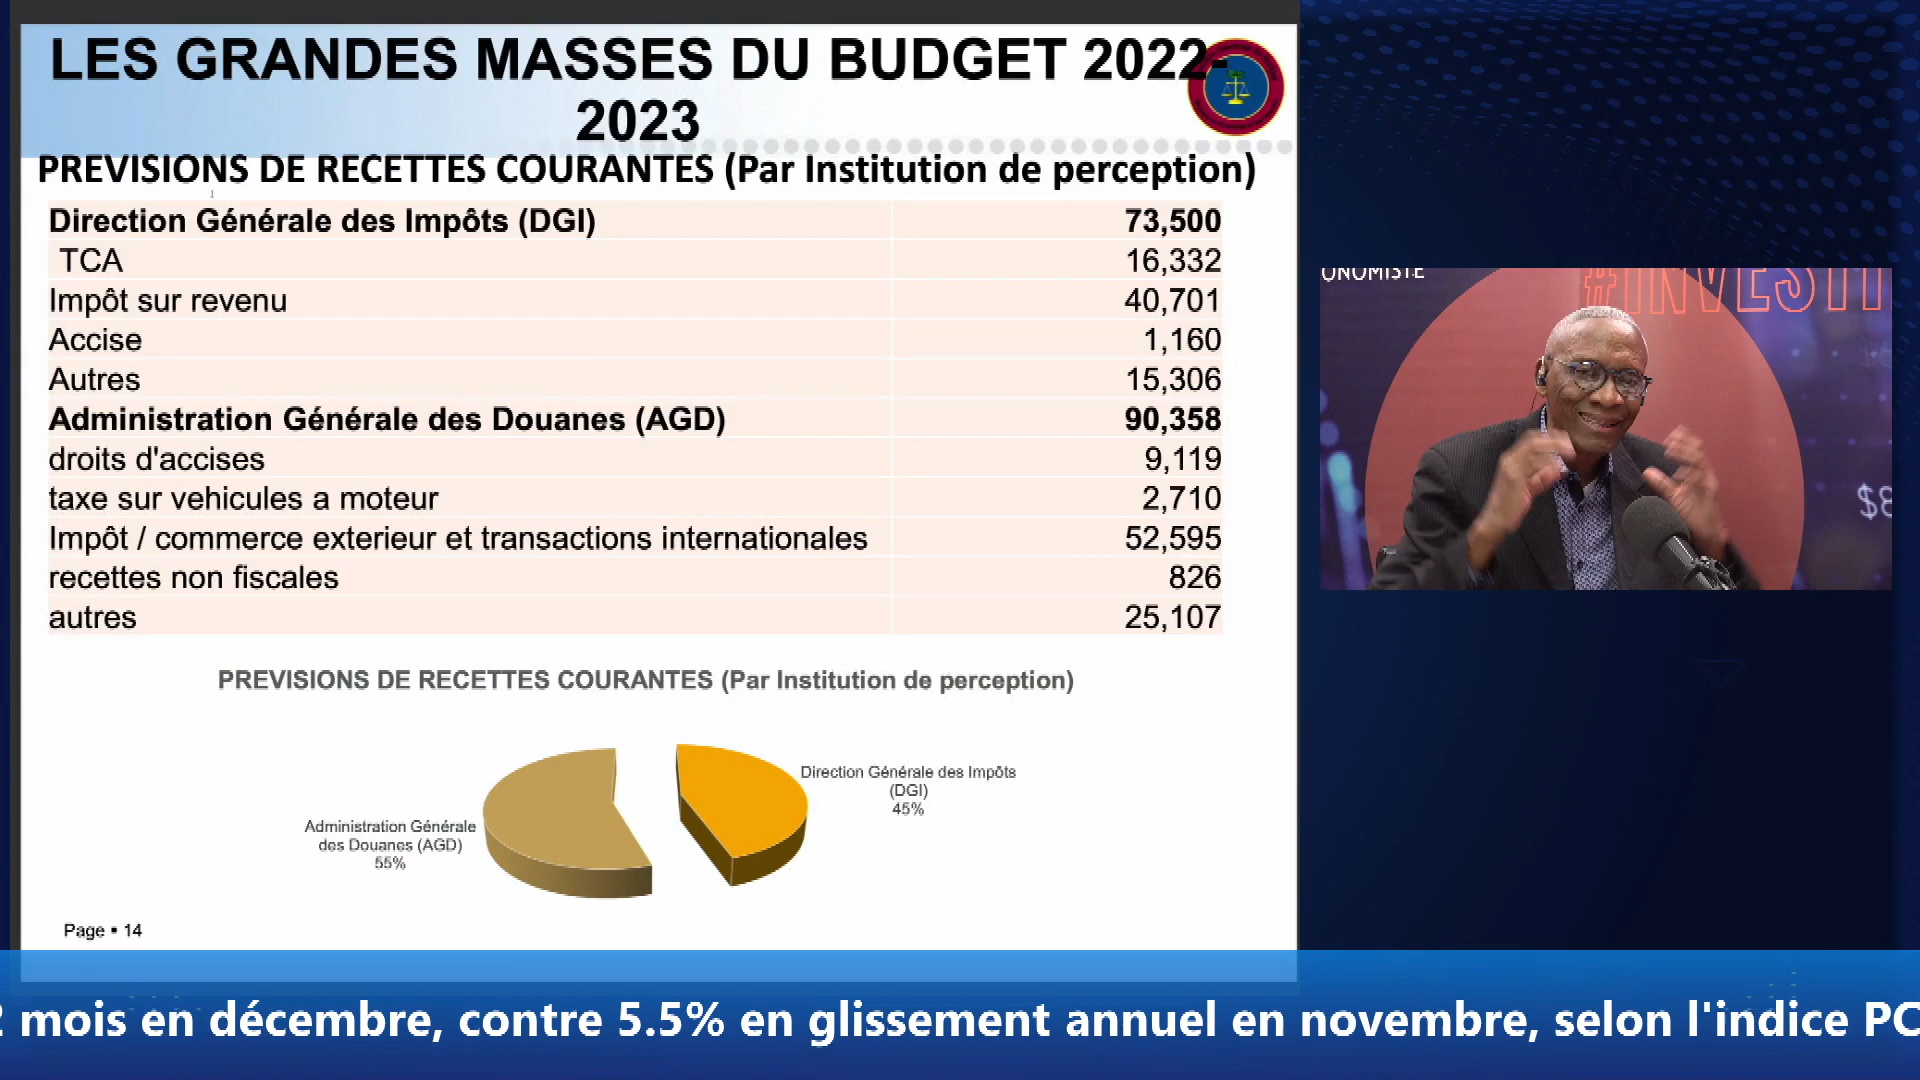 LES GRANDES MASSES DU BUDGET 2022-
2023
PREVISIONS DE RECETTES COURANTES (Par Institution de perception)
Direction Générale des Impôts (DGI) 73,500
TCA 16,332
Impôt sur revenu 40,701
Accise 1,160
Autres 15,306
Administration Générale des Douanes (AGD) 90,358
droits d'accises 9,119
taxe sur vehicules a moteur 2,710
Impôt / commerce exterieur et transactions internationales 52,595
recettes non fiscales 826
autres 25,107
PREVISIONS DE RECETTES COURANTES (Par Institution de perception)
Direction Générale des Impôts
(DGI)
45%
Administration Générale
des Douanes (AGD)
55%
Page ▪ 14
ONOMISTE
#INVESTI
$8
2 mois en décembre, contre 5.5% en glissement annuel en novembre, selon l'indice PC